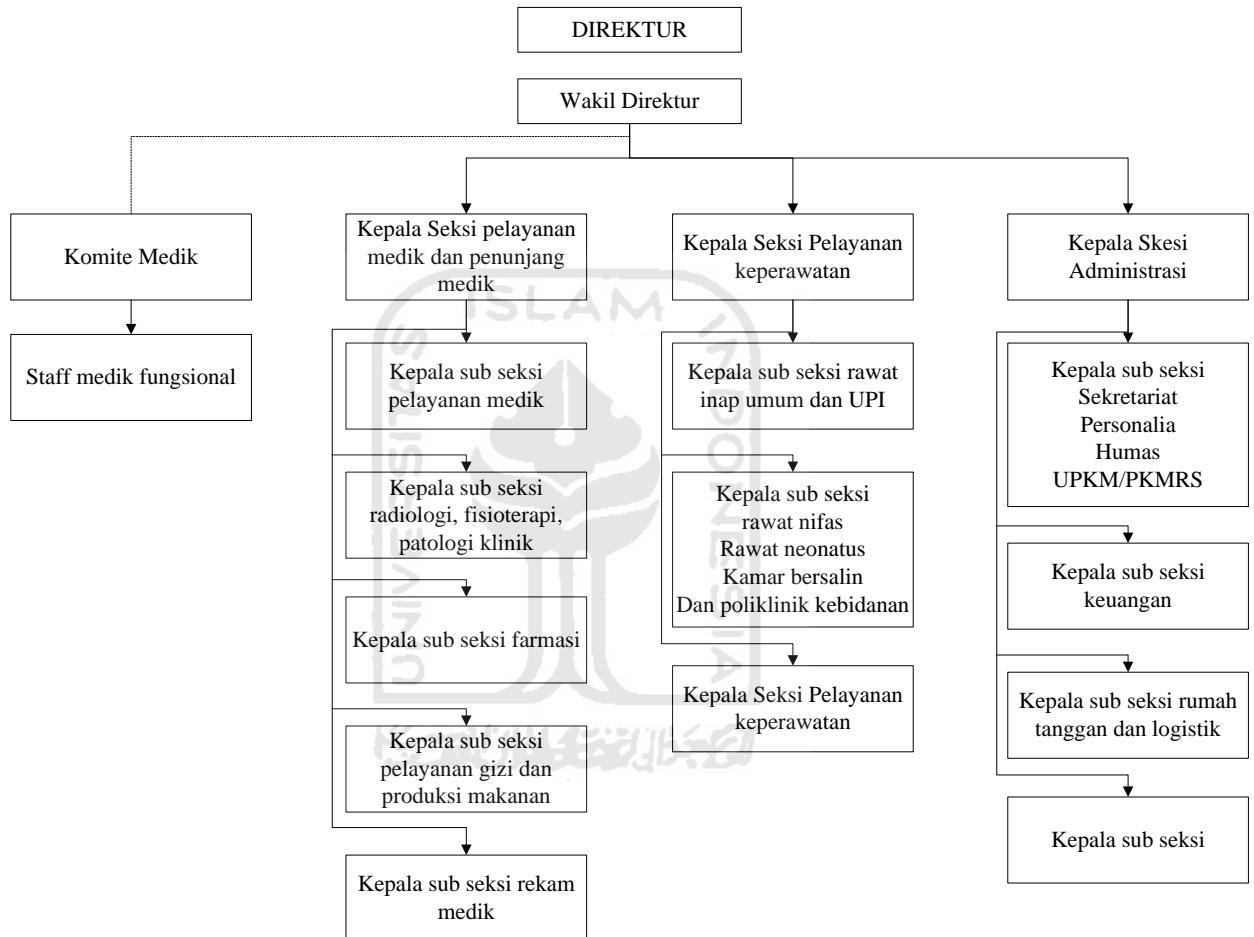 DIREKTUR
Wakil Direktur
Komite Medik
Staff medik fungsional
Kepala Seksi pelayanan
medik dan penunjang
medik
Kepala sub seksi
pelayanan medik
Kepala sub seksi
radiologi, fisioterapi,
patologi klinik
Kepala sub seksi farmasi
Kepala sub seksi
pelayanan gizi dan
produksi makanan
Kepala sub seksi rekam
medik
Kepala Seksi Pelayanan
keperawatan
Kepala sub seksi rawat
inap umum dan UPI
Kepala sub seksi
rawat nifas
Rawat neonatus
Kamar bersalin
Dan poliklinik kebidanan
Kepala Seksi Pelayanan
keperawatan
Kepala Skesi
Administrasi
Kepala sub seksi
Sekretariat
Personalia
Humas
UPKM/PKMRS
Kepala sub seksi
keuangan
Kepala sub seksi rumah
tanggan dan logistik
Kepala sub seksi
UNIVERSITAS
ISLAM
INDONESIA